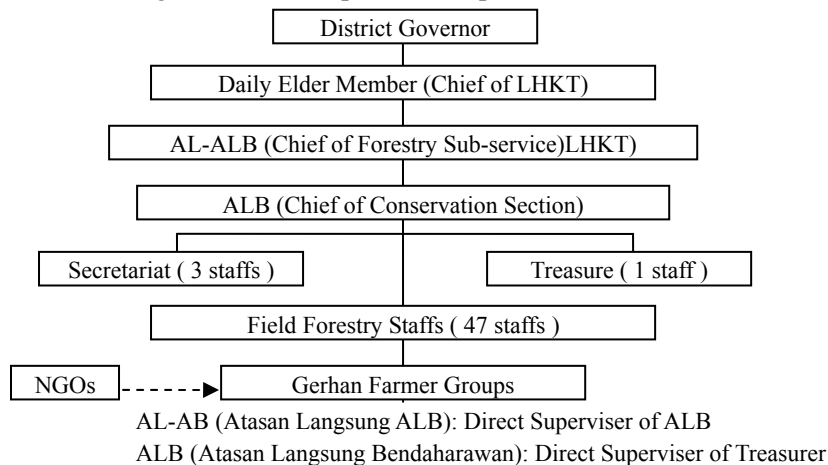 District Governor
Daily Elder Member (Chief of LHKT)
AL-ALB (Chief of Forestry Sub-service)LHKT)
ALB (Chief of Conservation Section)
Secretariat ( 3 staffs )
Treasure ( 1 staff )
Field Forestry Staffs ( 47 staffs )
NGOs
Gerhan Farmer Groups
AL-AB (Atasan Langsung ALB): Direct Superviser of ALB
ALB (Atasan Langsung Bendaharawan): Direct Superviser of Treasurer